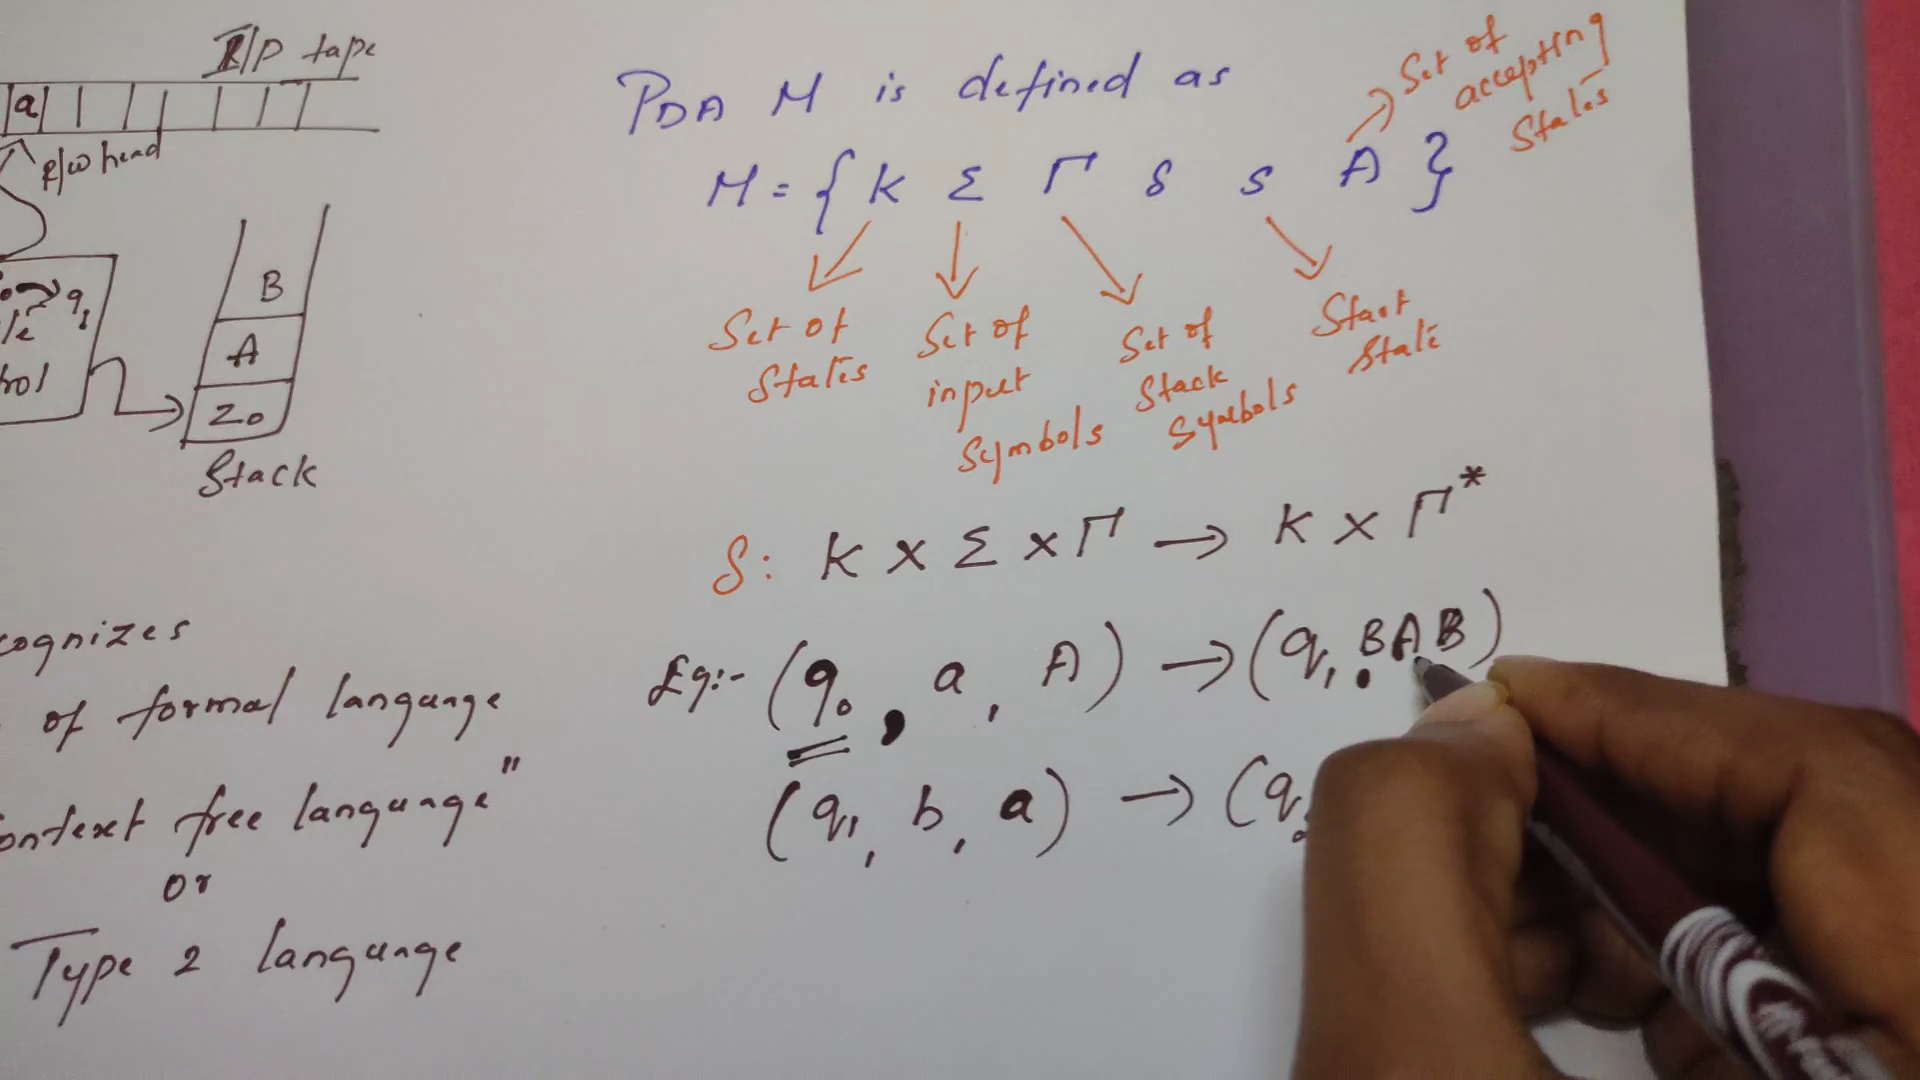 I/P tape
a
R/W head
q1
B
A
Z0
Stack
of formal language
free language"
or
Type 2 language
PDA M is defined as
M = { K Σ Γ δ s A }
Set of accepting States
Set of States
Set of input Symbols
Set of Stack Symbols
Start State
δ: K × Σ × Γ → K × Γ*
Eg:- (q0, a, A) → (q1, BAB)
(q1, b, a) → (q